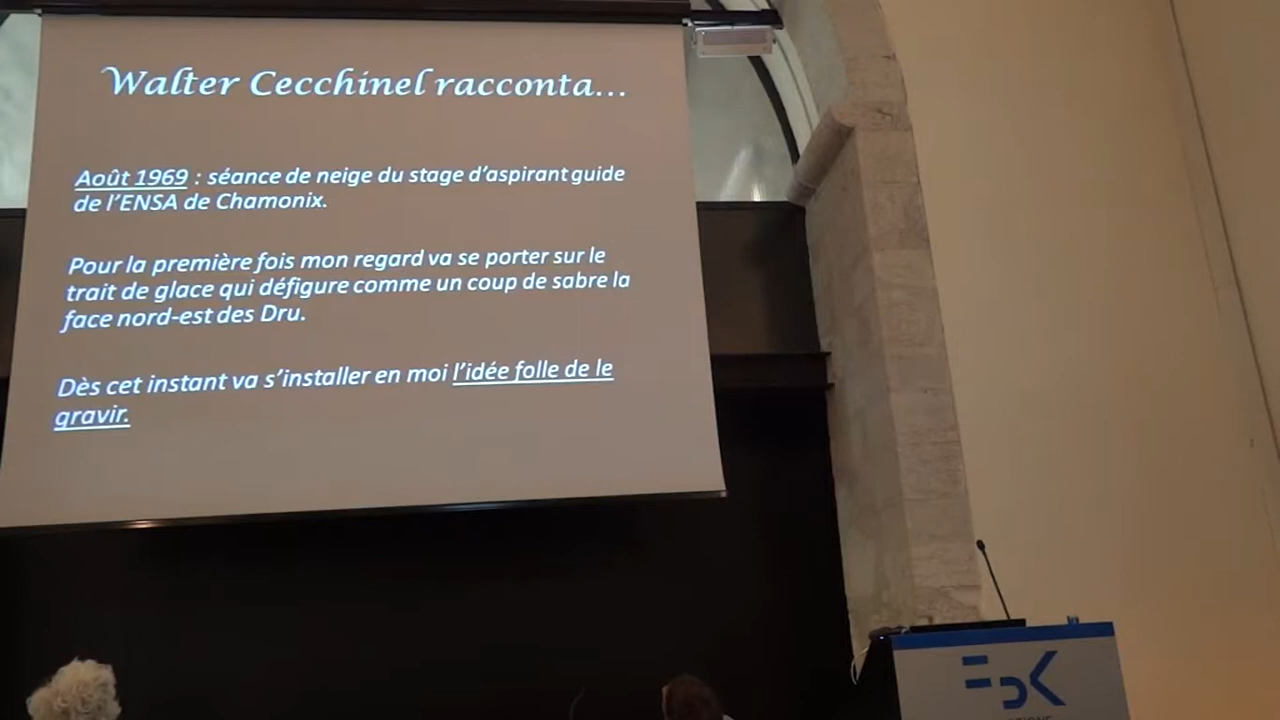 Walter Cecchinel racconta...
Août 1969 : séance de neige du stage d'aspirant guide
de l'ENSA de Chamonix.
Pour la première fois mon regard va se porter sur le
trait de glace qui défigure comme un coup de sabre la
face nord-est des Dru.
Dès cet instant va s'installer en moi l'idée folle de le
gravir.
FBK